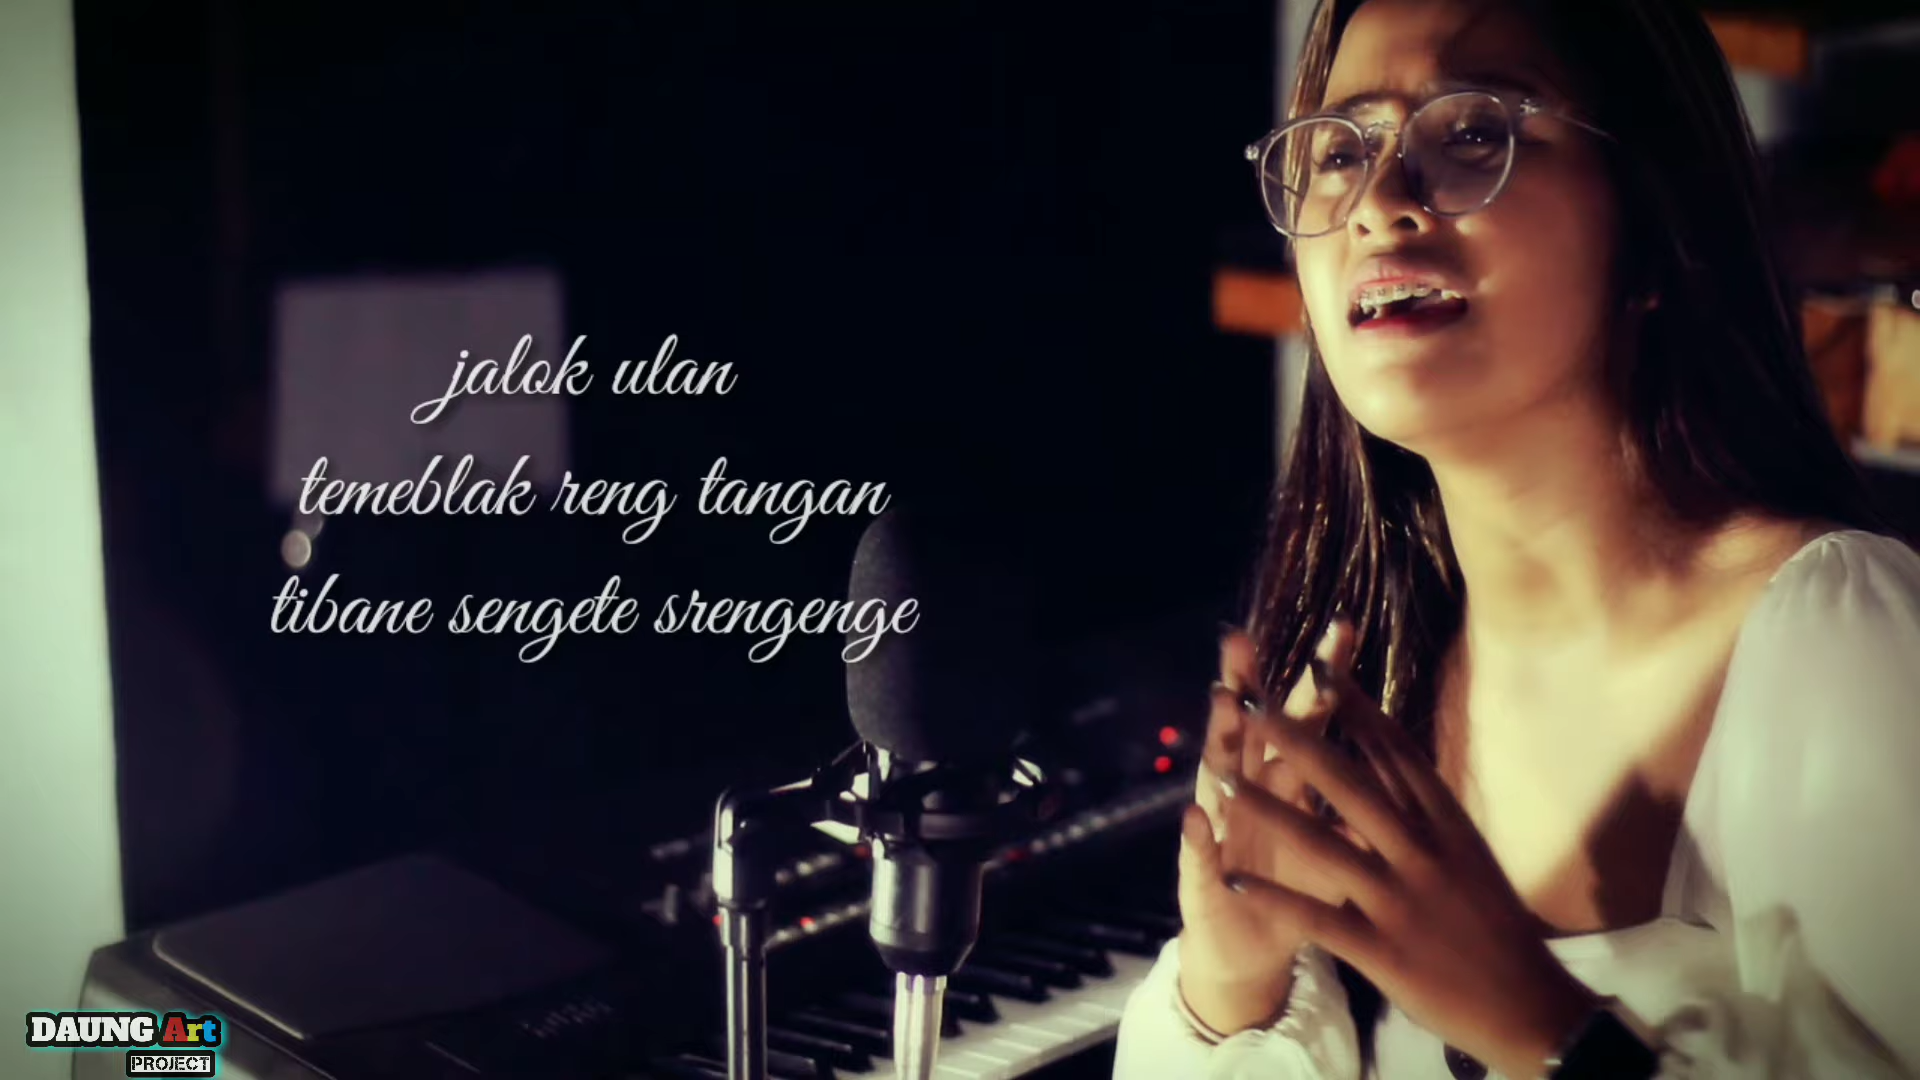 jalok ulan
temeblak reng tangan
tibane sengete srengenge
DAUNG Art
PROJECT